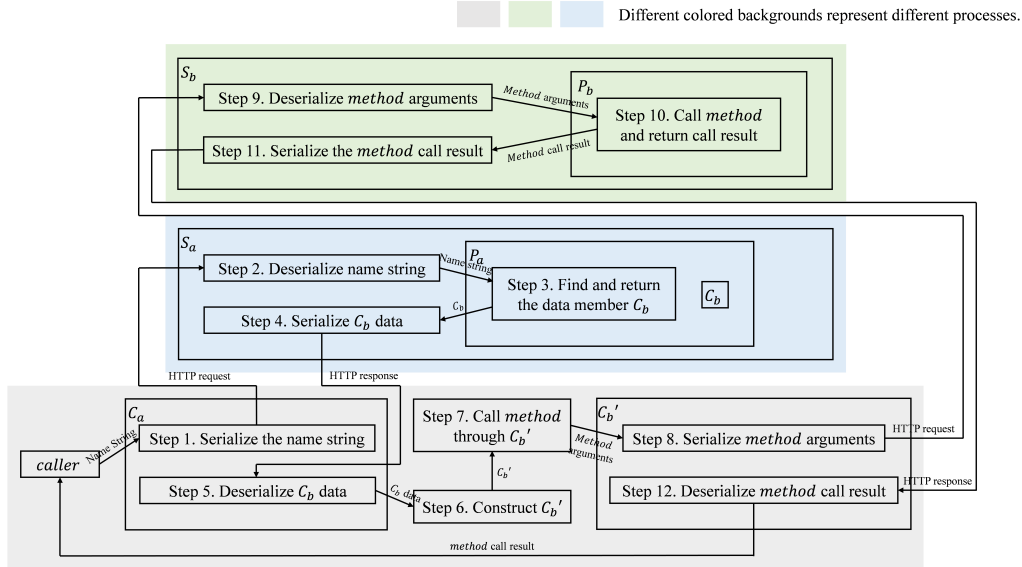 Different colored backgrounds represent different processes.
S_b
P_b
Step 9. Deserialize method arguments
Method arguments
Step 10. Call method
and return call result
Step 11. Serialize the method call result
Method call result
S_a
P_a
Step 2. Deserialize name string
Name string
Step 3. Find and return
the data member C_b
C_b
C_b
Step 4. Serialize C_b data
HTTP request
HTTP response
C_a
Step 7. Call method
through C_b'
C_b'
Name String
Step 1. Serialize the name string
Method
arguments
Step 8. Serialize method arguments
HTTP request
caller
C_b'
Step 5. Deserialize C_b data
C_b data
Step 6. Construct C_b'
Step 12. Deserialize method call result
HTTP response
method call result